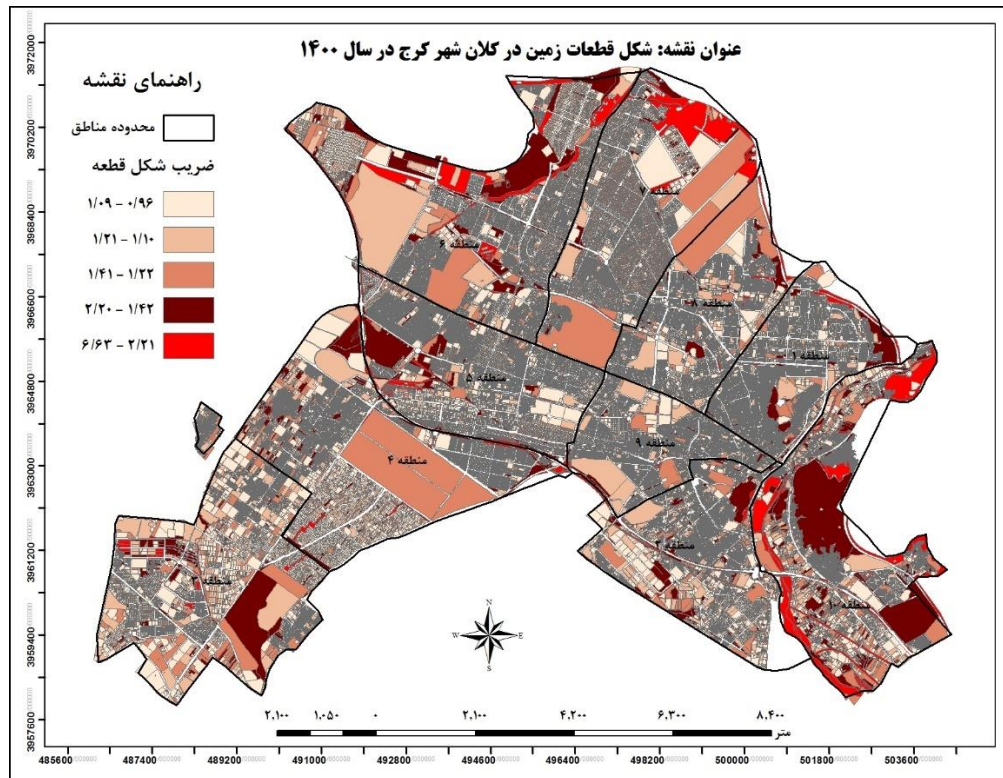 عنوان نقشه: شکل قطعات زمین در کلان شهر کرج در سال ۱۴۰۰
راهنمای نقشه
محدوده مناطق
ضریب شکل قطعه
۱/۰۹ – ۰/۹۶
۱/۲۱ – ۱/۱۰
۱/۴۱ – ۱/۲۲
۲/۲۰ – ۱/۴۲
۶/۶۳ – ۲/۲۱
3972000
3970200
3968400
3966600
3964800
3963000
3961200
3959400
3957600
منطقه ۷
منطقه ۶
منطقه ۸
منطقه ۱
منطقه ۵
منطقه ۹
منطقه ۴
منطقه ۲
منطقه ۳
منطقه ۱۰
N
W E
S
۲.۱۰۰ ۱.۰۵۰ ۰ ۲.۱۰۰ ۴.۲۰۰ ۶.۳۰۰ ۸.۴۰۰
متر
485600 487400 489200 491000 492800 494600 496400 498200 500000 501800 503600